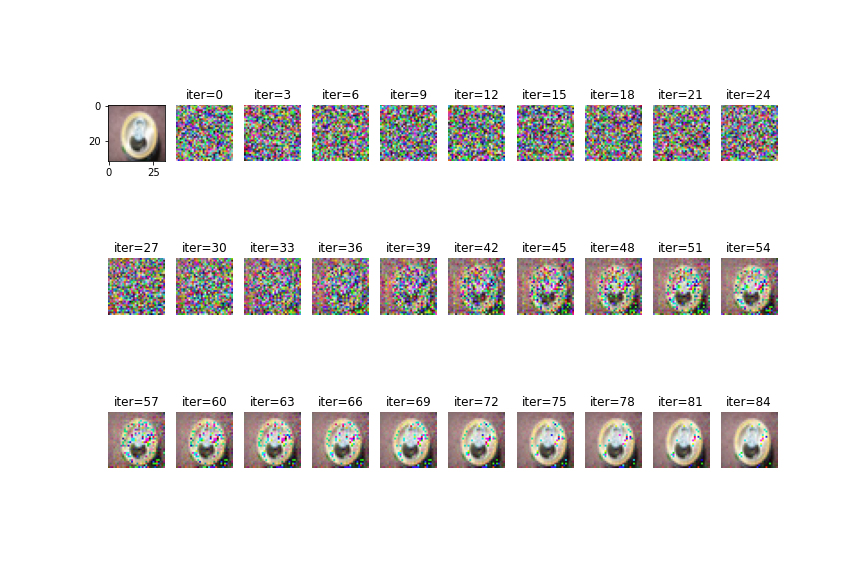 iter=0 iter=3 iter=6 iter=9 iter=12 iter=15 iter=18 iter=21 iter=24
0
20
0 25
iter=27 iter=30 iter=33 iter=36 iter=39 iter=42 iter=45 iter=48 iter=51 iter=54
iter=57 iter=60 iter=63 iter=66 iter=69 iter=72 iter=75 iter=78 iter=81 iter=84